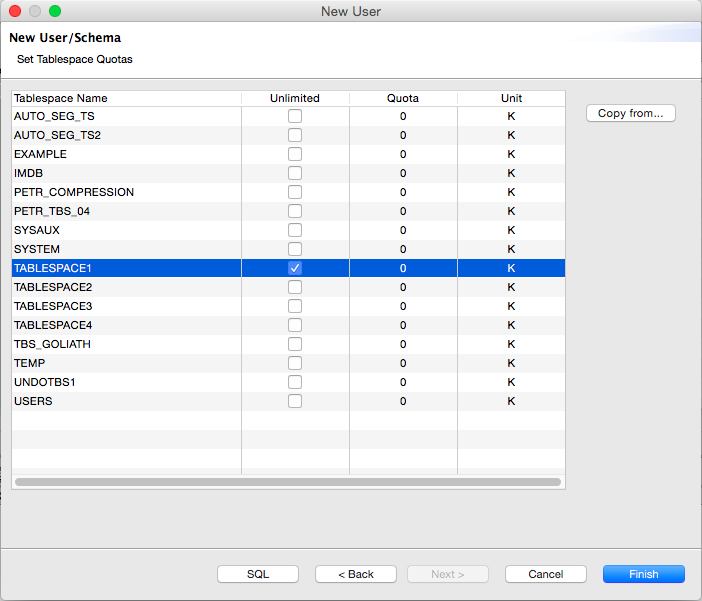 New User
New User/Schema
Set Tablespace Quotas
Tablespace Name Unlimited Quota Unit
Copy from...
AUTO_SEG_TS 0 K
AUTO_SEG_TS2 0 K
EXAMPLE 0 K
IMDB 0 K
PETR_COMPRESSION 0 K
PETR_TBS_04 0 K
SYSAUX 0 K
SYSTEM 0 K
TABLESPACE1 0 K
TABLESPACE2 0 K
TABLESPACE3 0 K
TABLESPACE4 0 K
TBS_GOLIATH 0 K
TEMP 0 K
UNDOTBS1 0 K
USERS 0 K
SQL < Back Next > Cancel Finish